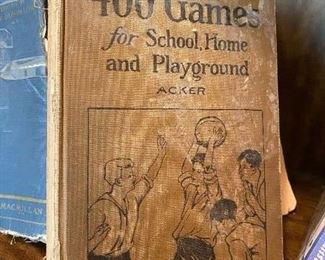 400 Games
for School, Home
and Playground
ACKER
MACMILLAN